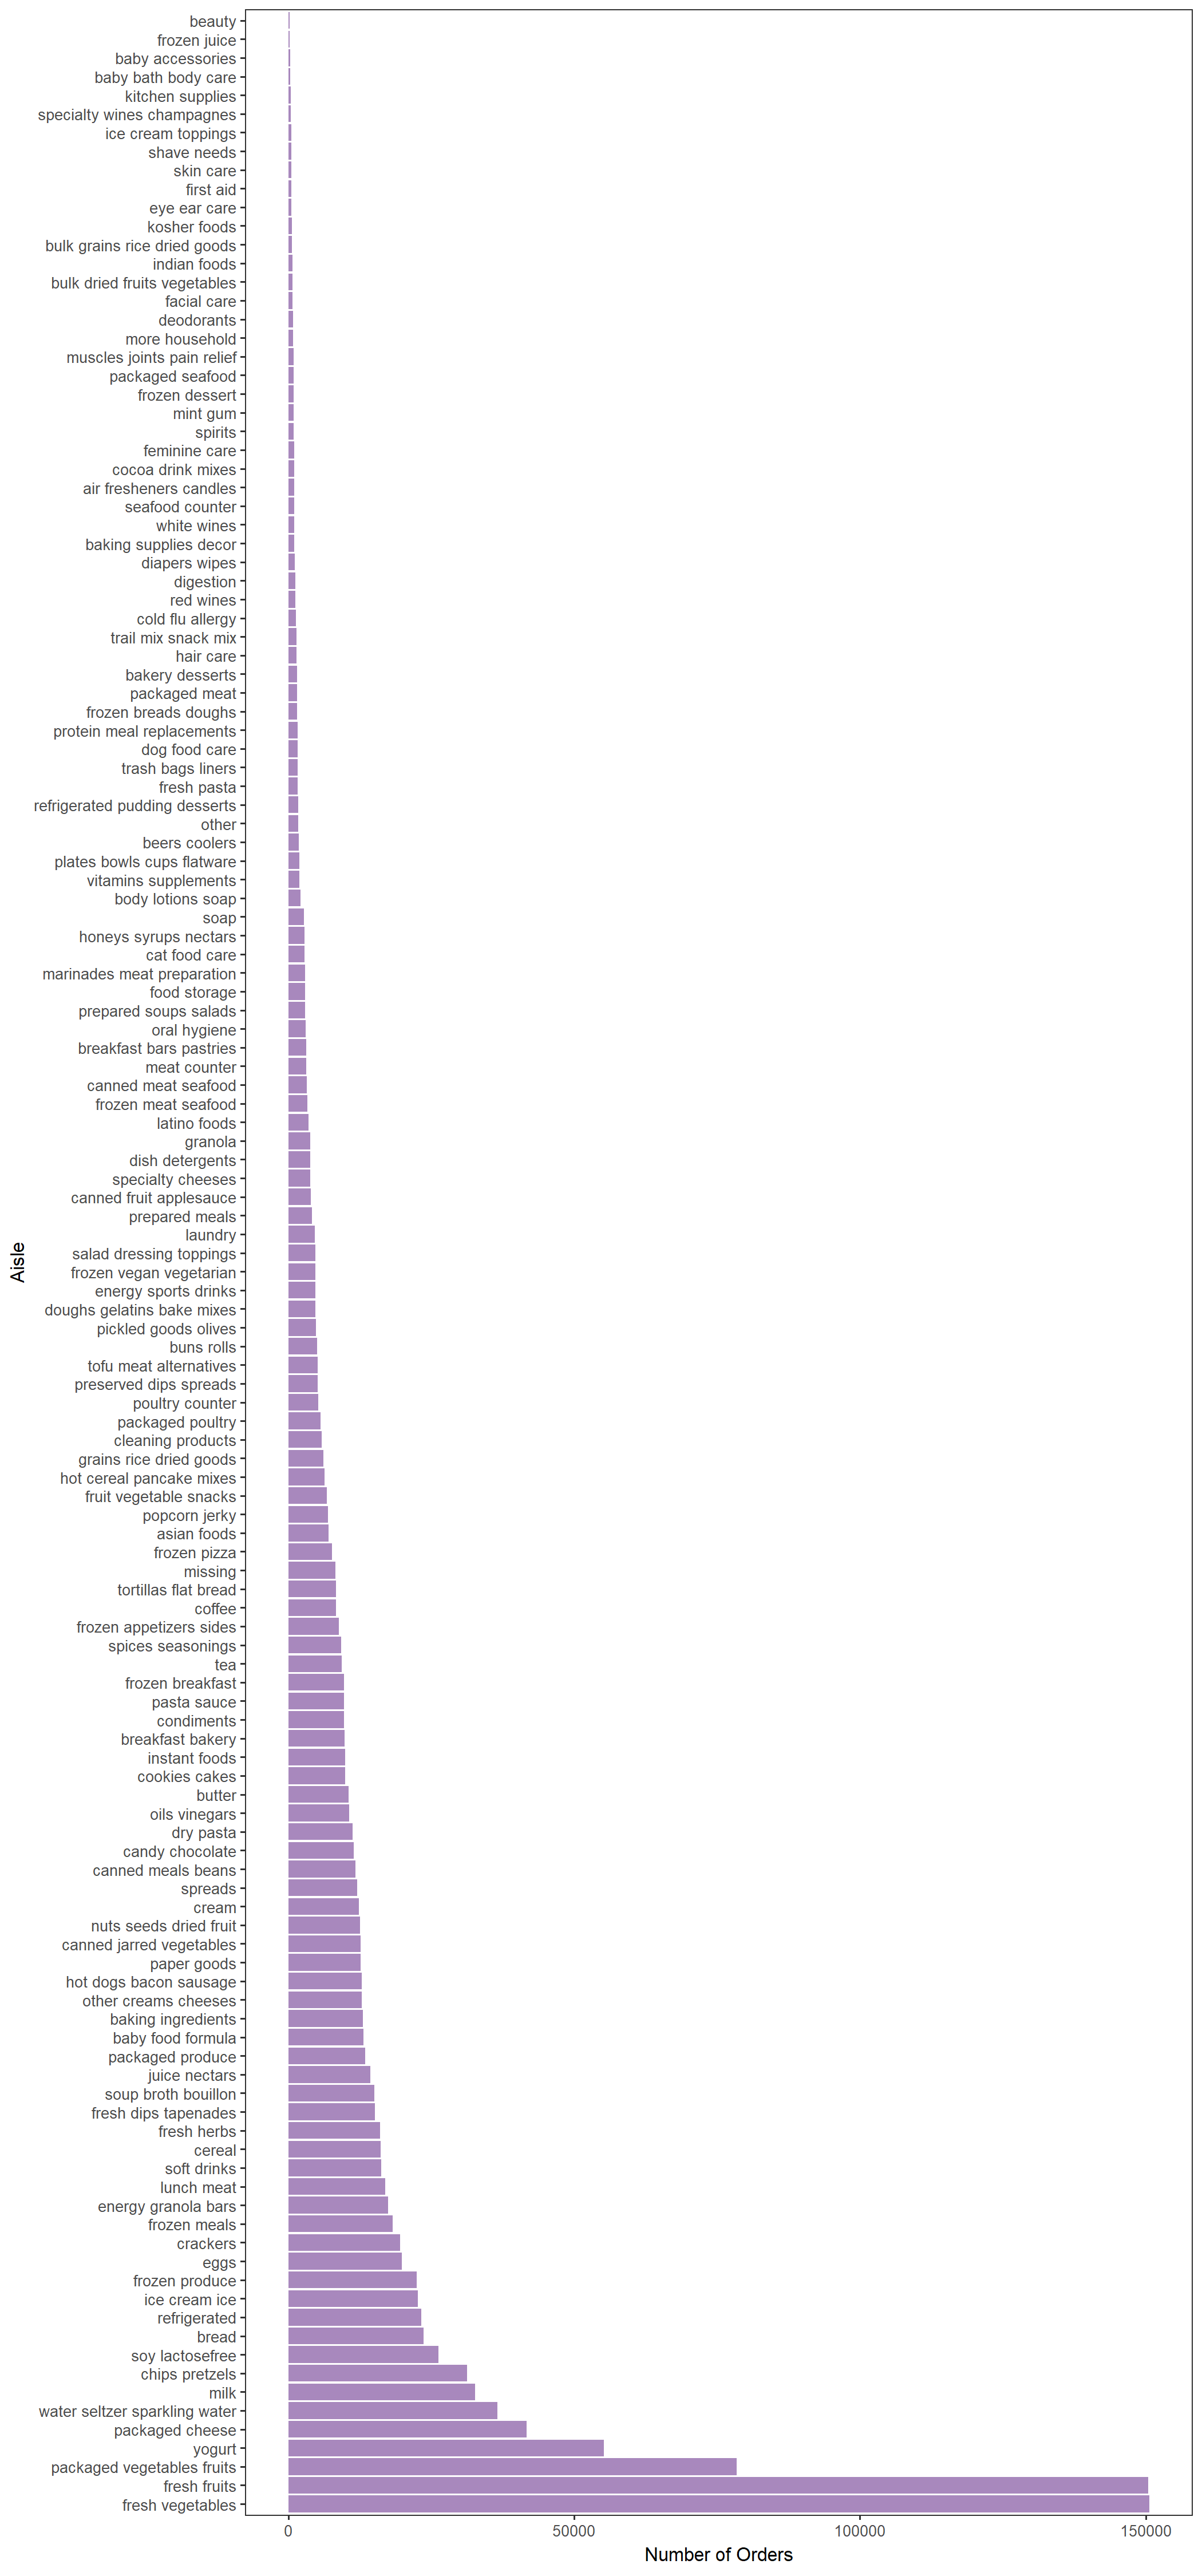 beauty
frozen juice
baby accessories
baby bath body care
kitchen supplies
specialty wines champagnes
ice cream toppings
shave needs
skin care
first aid
eye ear care
kosher foods
bulk grains rice dried goods
indian foods
bulk dried fruits vegetables
facial care
deodorants
more household
muscles joints pain relief
packaged seafood
frozen dessert
mint gum
spirits
feminine care
cocoa drink mixes
air fresheners candles
seafood counter
white wines
baking supplies decor
diapers wipes
digestion
red wines
cold flu allergy
trail mix snack mix
hair care
bakery desserts
packaged meat
frozen breads doughs
protein meal replacements
dog food care
trash bags liners
fresh pasta
refrigerated pudding desserts
other
beers coolers
plates bowls cups flatware
vitamins supplements
body lotions soap
soap
honeys syrups nectars
cat food care
marinades meat preparation
food storage
prepared soups salads
oral hygiene
breakfast bars pastries
meat counter
canned meat seafood
frozen meat seafood
latino foods
granola
dish detergents
specialty cheeses
canned fruit applesauce
prepared meals
laundry
salad dressing toppings
frozen vegan vegetarian
energy sports drinks
doughs gelatins bake mixes
pickled goods olives
buns rolls
tofu meat alternatives
preserved dips spreads
poultry counter
packaged poultry
cleaning products
grains rice dried goods
hot cereal pancake mixes
fruit vegetable snacks
popcorn jerky
asian foods
frozen pizza
missing
tortillas flat bread
coffee
frozen appetizers sides
spices seasonings
tea
frozen breakfast
pasta sauce
condiments
breakfast bakery
instant foods
cookies cakes
butter
oils vinegars
dry pasta
candy chocolate
canned meals beans
spreads
cream
nuts seeds dried fruit
canned jarred vegetables
paper goods
hot dogs bacon sausage
other creams cheeses
baking ingredients
baby food formula
packaged produce
juice nectars
soup broth bouillon
fresh dips tapenades
fresh herbs
cereal
soft drinks
lunch meat
energy granola bars
frozen meals
crackers
eggs
frozen produce
ice cream ice
refrigerated
bread
soy lactosefree
chips pretzels
milk
water seltzer sparkling water
packaged cheese
yogurt
packaged vegetables fruits
fresh fruits
fresh vegetables
Aisle
0 50000 100000 150000
Number of Orders